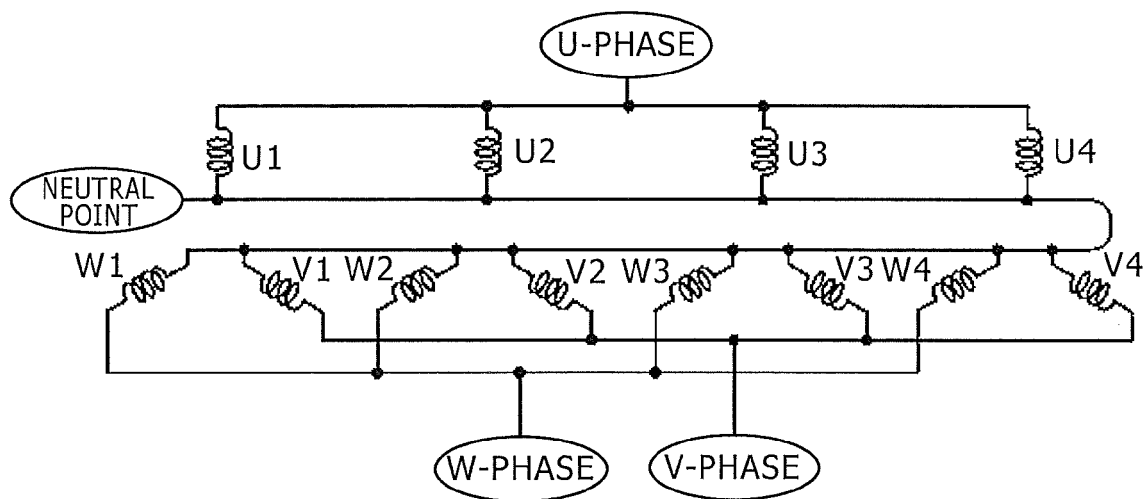 U-PHASE
U1 U2 U3 U4
NEUTRAL
POINT
W1 V1 W2 V2 W3 V3 W4 V4
W-PHASE V-PHASE